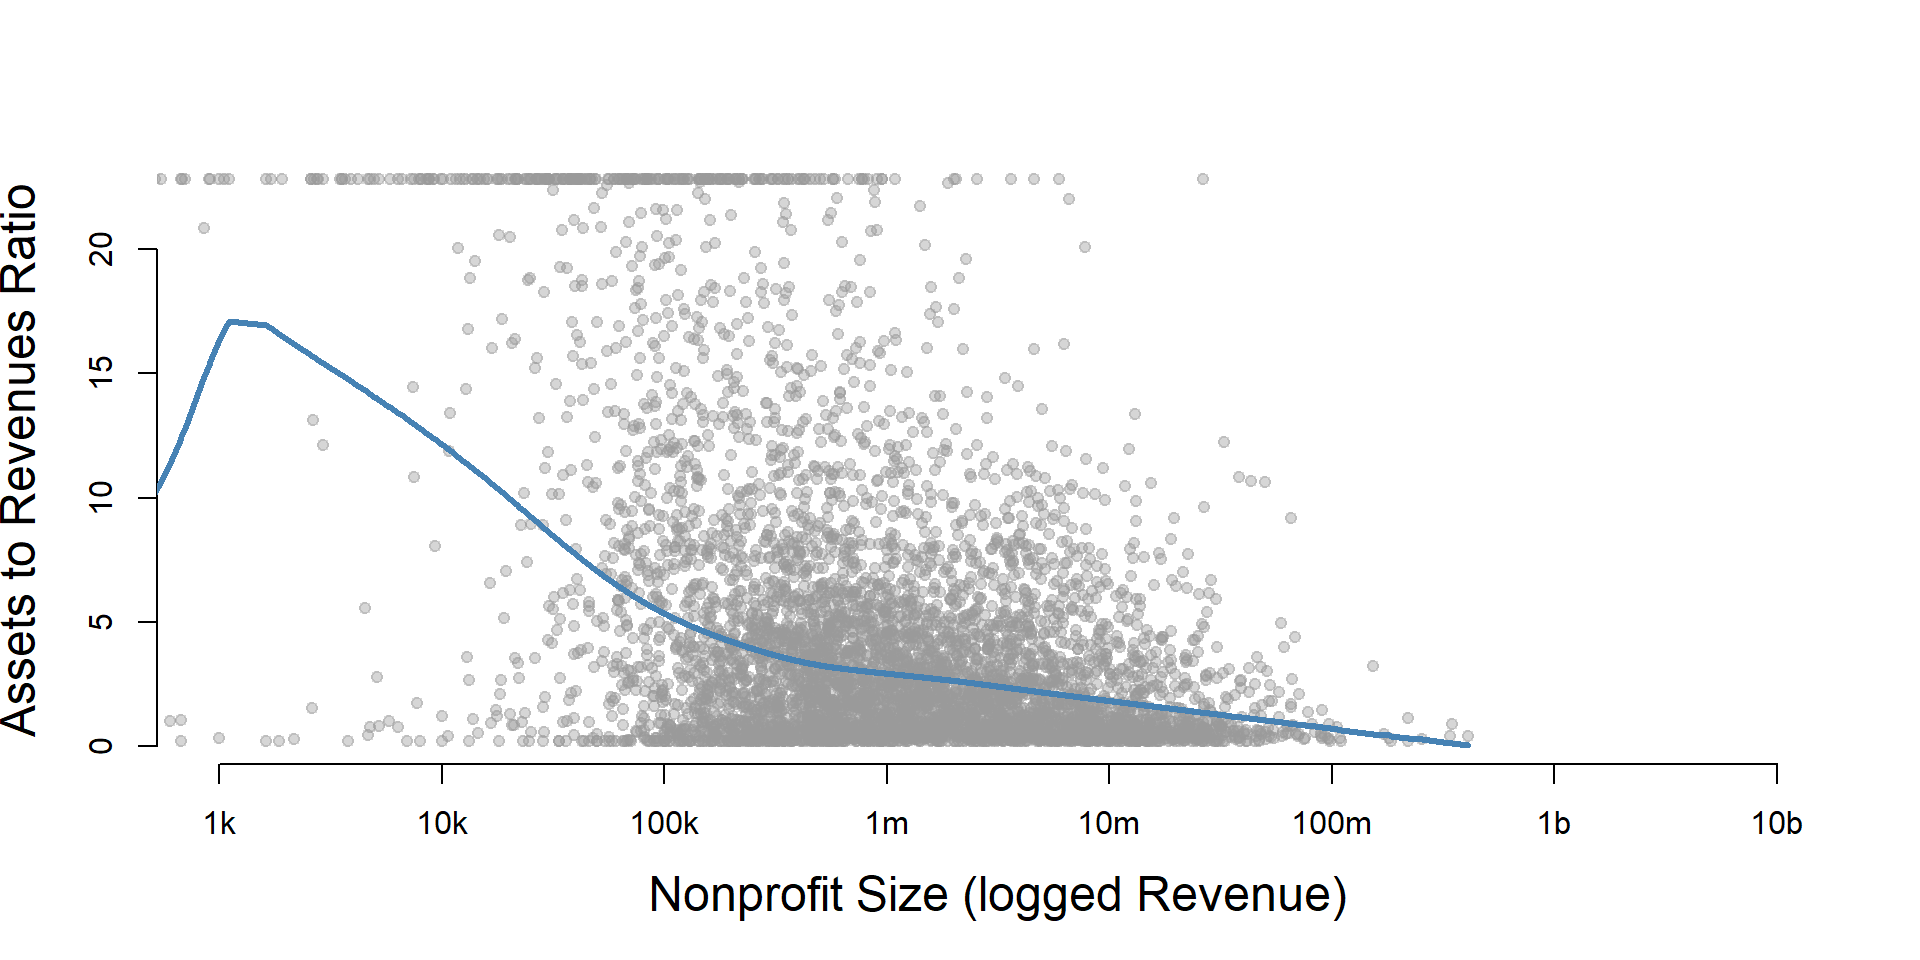 Assets to Revenues Ratio
20
15
10
5
0
1k 10k 100k 1m 10m 100m 1b 10b
Nonprofit Size (logged Revenue)